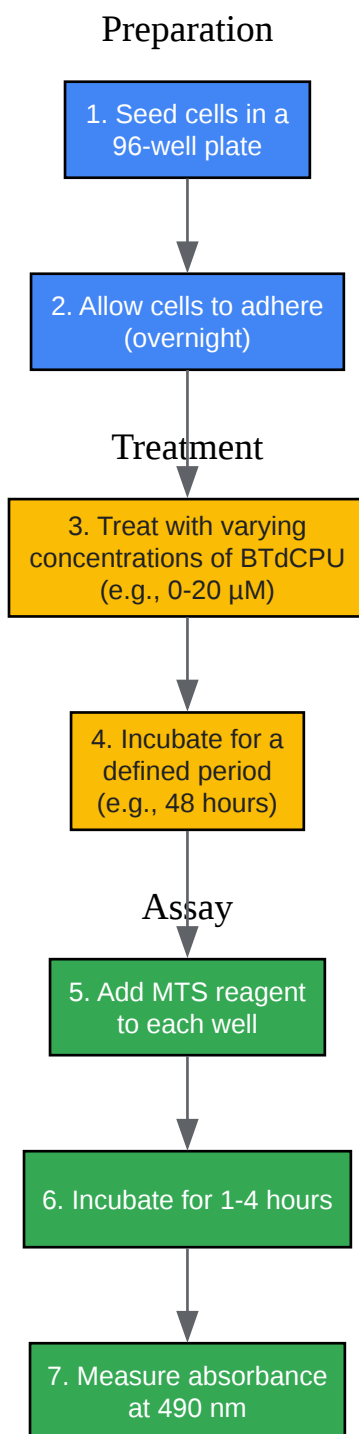 Preparation
1. Seed cells in a
96-well plate
2. Allow cells to adhere
(overnight)
Treatment
3. Treat with varying
concentrations of BTdCPU
(e.g., 0-20 µM)
4. Incubate for a
defined period
(e.g., 48 hours)
Assay
5. Add MTS reagent
to each well
6. Incubate for 1-4 hours
7. Measure absorbance
at 490 nm